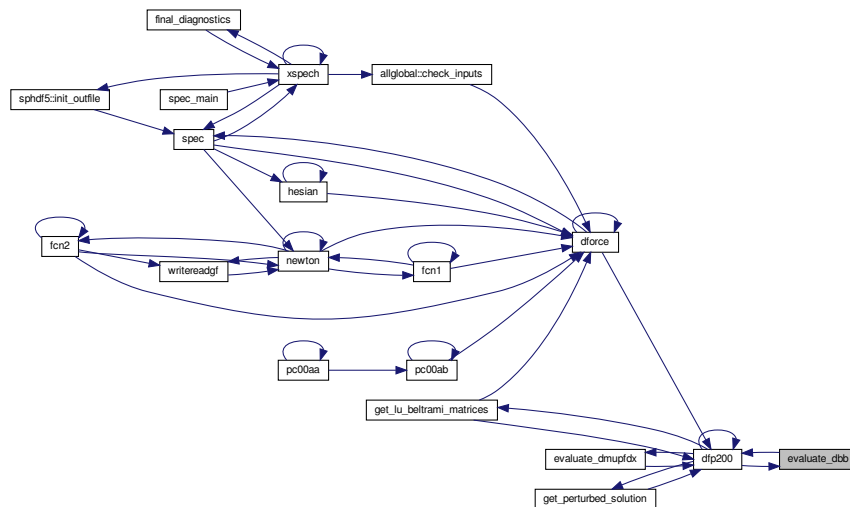 final_diagnostics
xspech
allglobal::check_inputs
sphdf5::init_outfile
spec_main
spec
hesian
dforce
fcn2
newton
writereadgf
fcn1
pc00aa
pc00ab
get_lu_beltrami_matrices
evaluate_dmupfdx
dfp200
evaluate_dbb
get_perturbed_solution